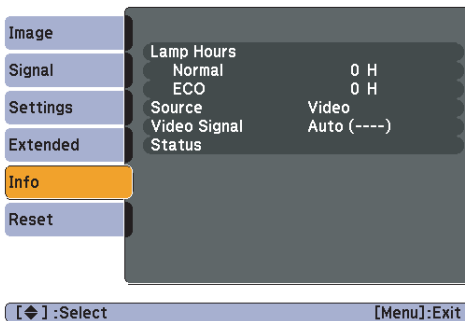 Image
Signal
Settings
Extended
Info
Reset
Lamp Hours
Normal 0 H
ECO 0 H
Source Video
Video Signal Auto (----)
Status
[◆] :Select [Menu]:Exit